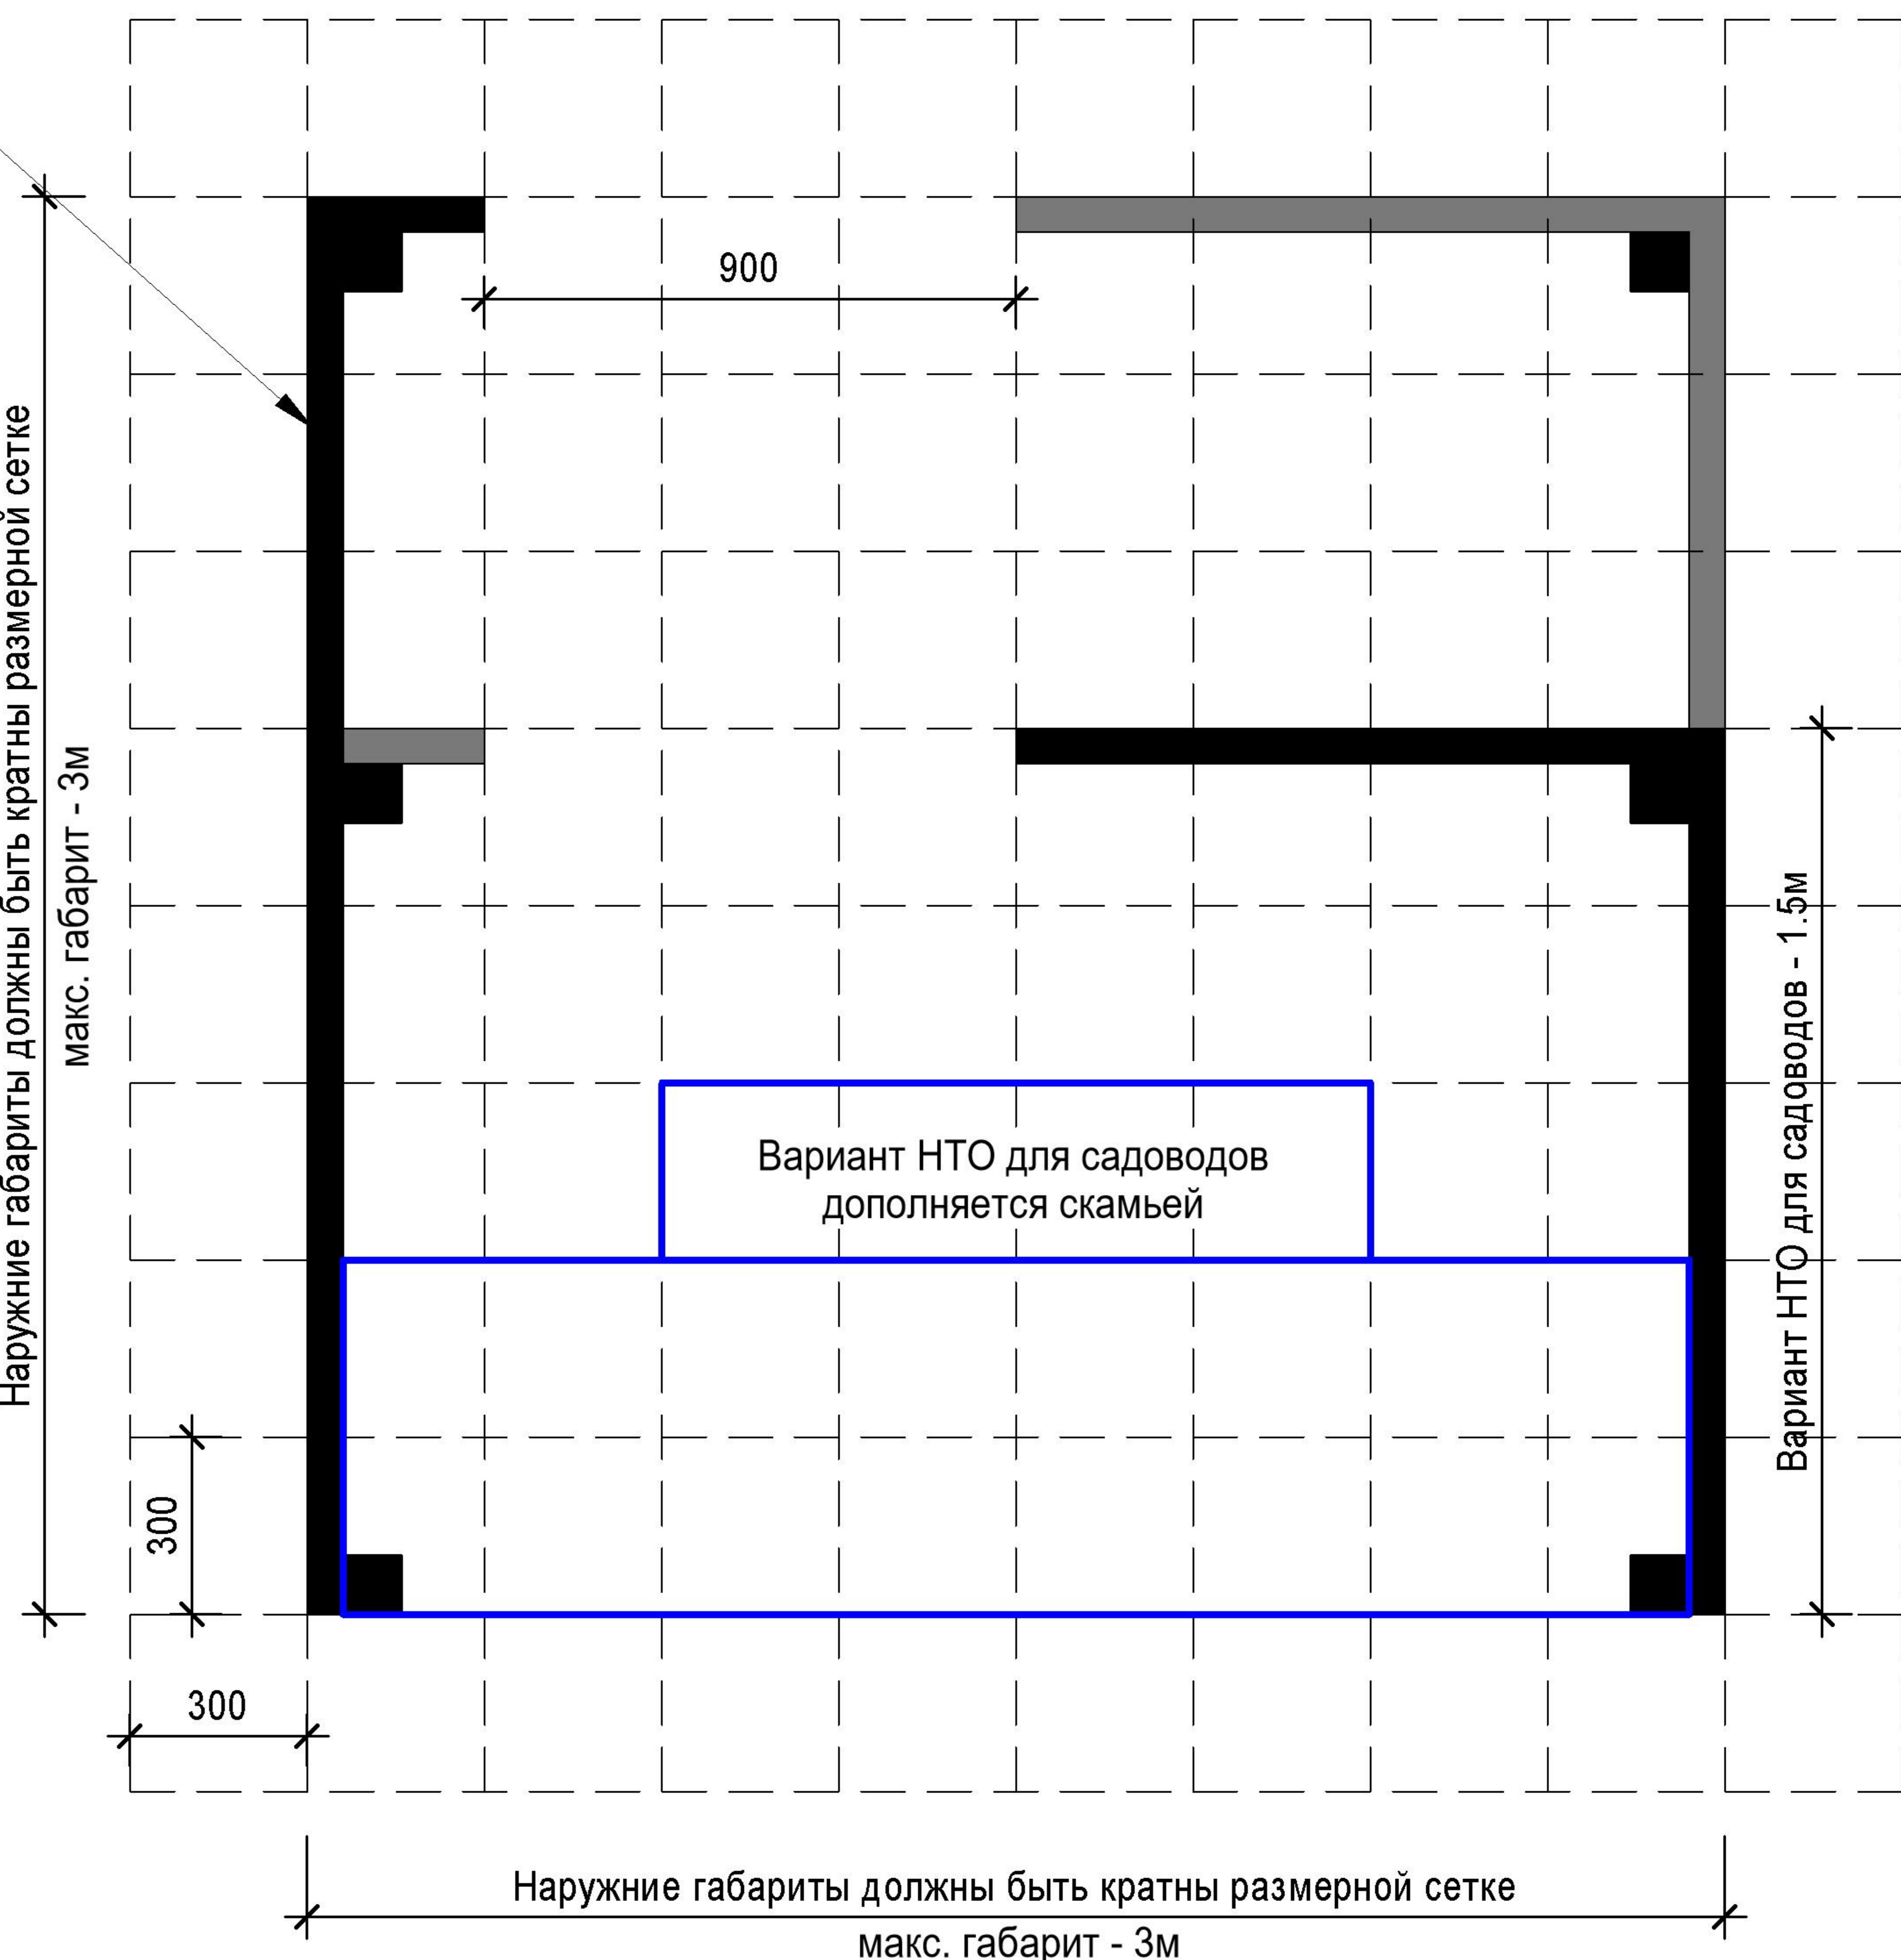 900
Наружние габариты должны быть кратны размерной сетке
макс. габарит - 3м
Вариант НТО для садоводов
дополняется скамьей
Вариант НТО для садоводов - 1.5м
300
300
Наружние габариты должны быть кратны размерной сетке
макс. габарит - 3м